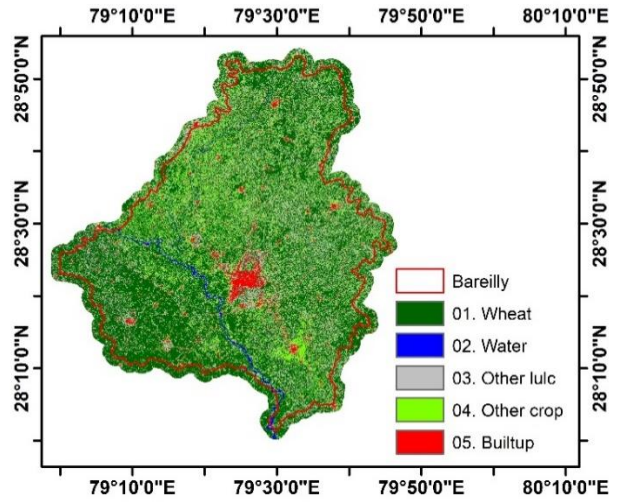 79°10'0"E 79°30'0"E 79°50'0"E 80°10'0"E
28°50'0"N 28°50'0"N
28°30'0"N 28°30'0"N
28°10'0"N 28°10'0"N
Bareilly
01. Wheat
02. Water
03. Other lulc
04. Other crop
05. Builtup
79°10'0"E 79°30'0"E 79°50'0"E 80°10'0"E